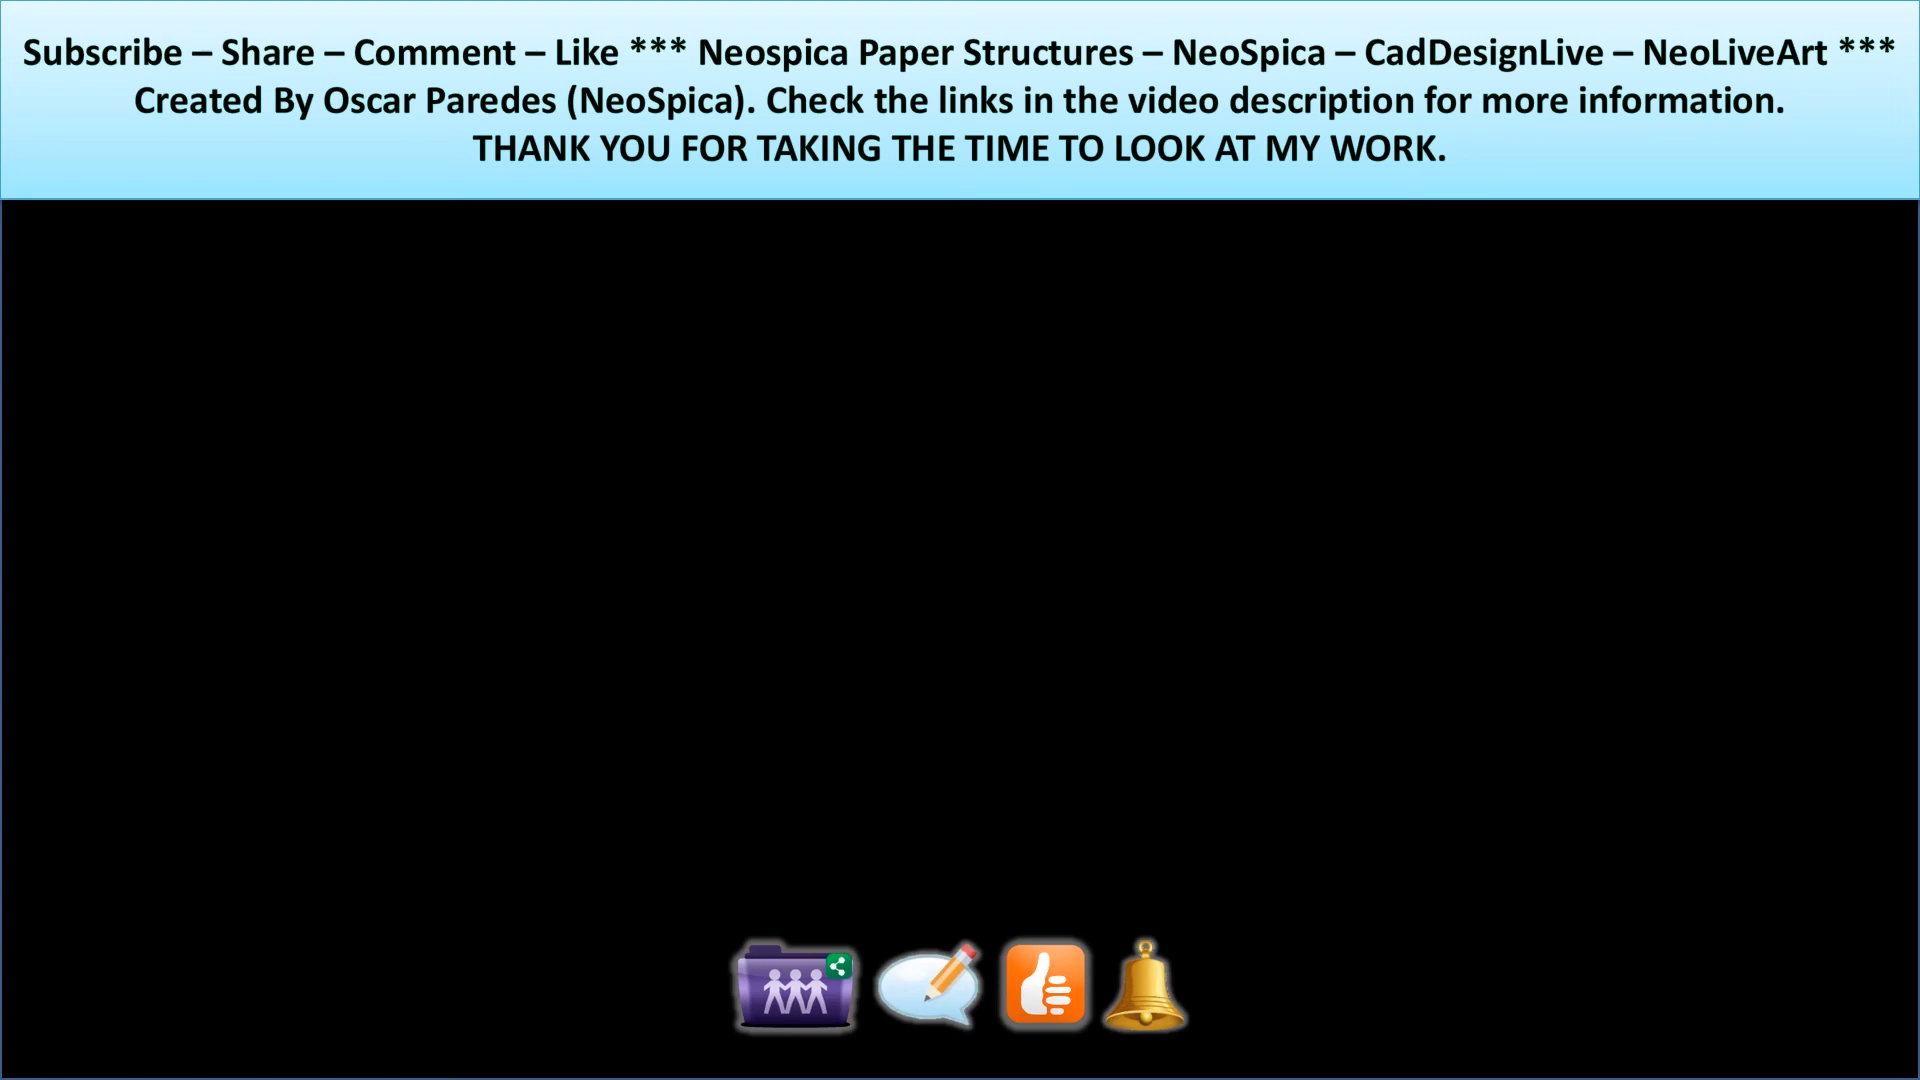 Subscribe – Share – Comment – Like *** Neospica Paper Structures – NeoSpica – CadDesignLive – NeoLiveArt ***
Created By Oscar Paredes (NeoSpica). Check the links in the video description for more information.
THANK YOU FOR TAKING THE TIME TO LOOK AT MY WORK.